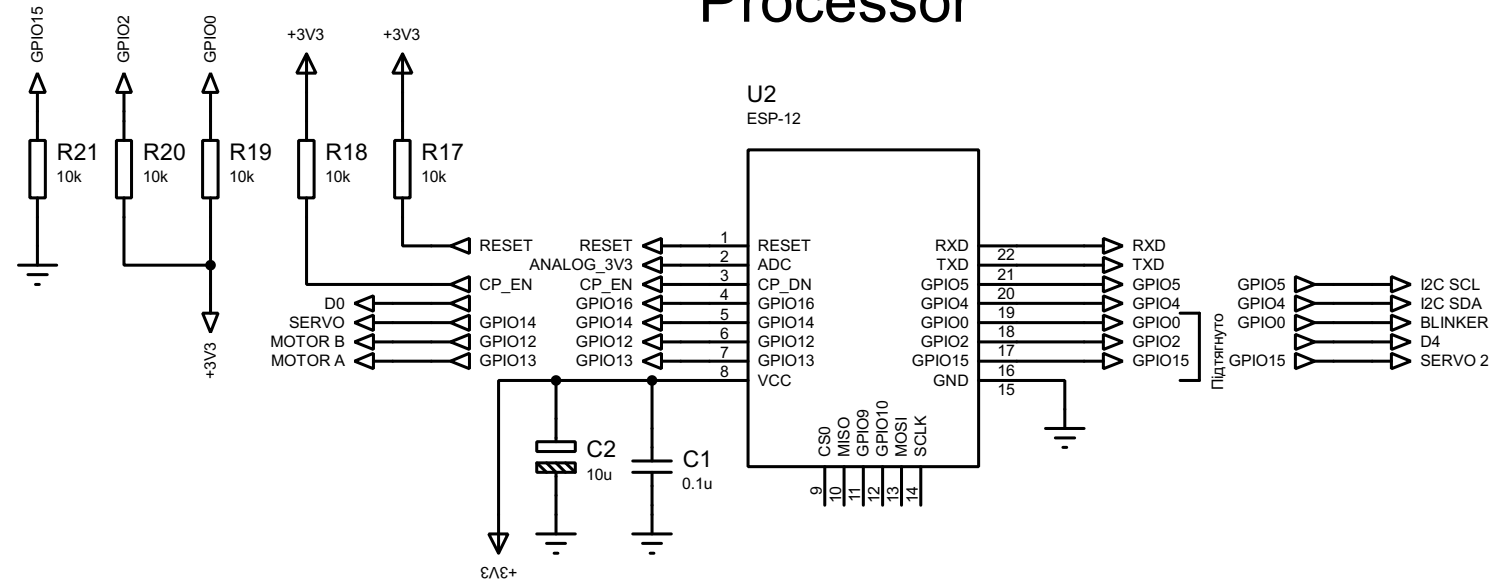 Processor
GPIO15
GPIO2
GPIO0
+3V3
+3V3
R21
10k
R20
10k
R19
10k
R18
10k
R17
10k
+3V3
U2
ESP-12
RESET
CP_EN
D0
SERVO
GPIO14
MOTOR B
GPIO12
MOTOR A
GPIO13
RESET
1
RESET
ANALOG_3V3
2
ADC
CP_EN
3
CP_DN
GPIO16
4
GPIO16
GPIO14
5
GPIO14
GPIO12
6
GPIO12
GPIO13
7
GPIO13
8
VCC
RXD
22
RXD
TXD
21
TXD
GPIO5
20
GPIO5
GPIO4
19
GPIO4
GPIO0
18
GPIO0
GPIO2
17
GPIO2
GPIO15
16
GPIO15
GND
15
Підтягнуто
GPIO5
I2C SCL
GPIO4
I2C SDA
GPIO0
BLINKER
D4
GPIO15
SERVO 2
CS0
MISO
GPIO9
GPIO10
MOSI
SCLK
9
10
11
12
13
14
C2
10u
C1
0.1u
+3V3